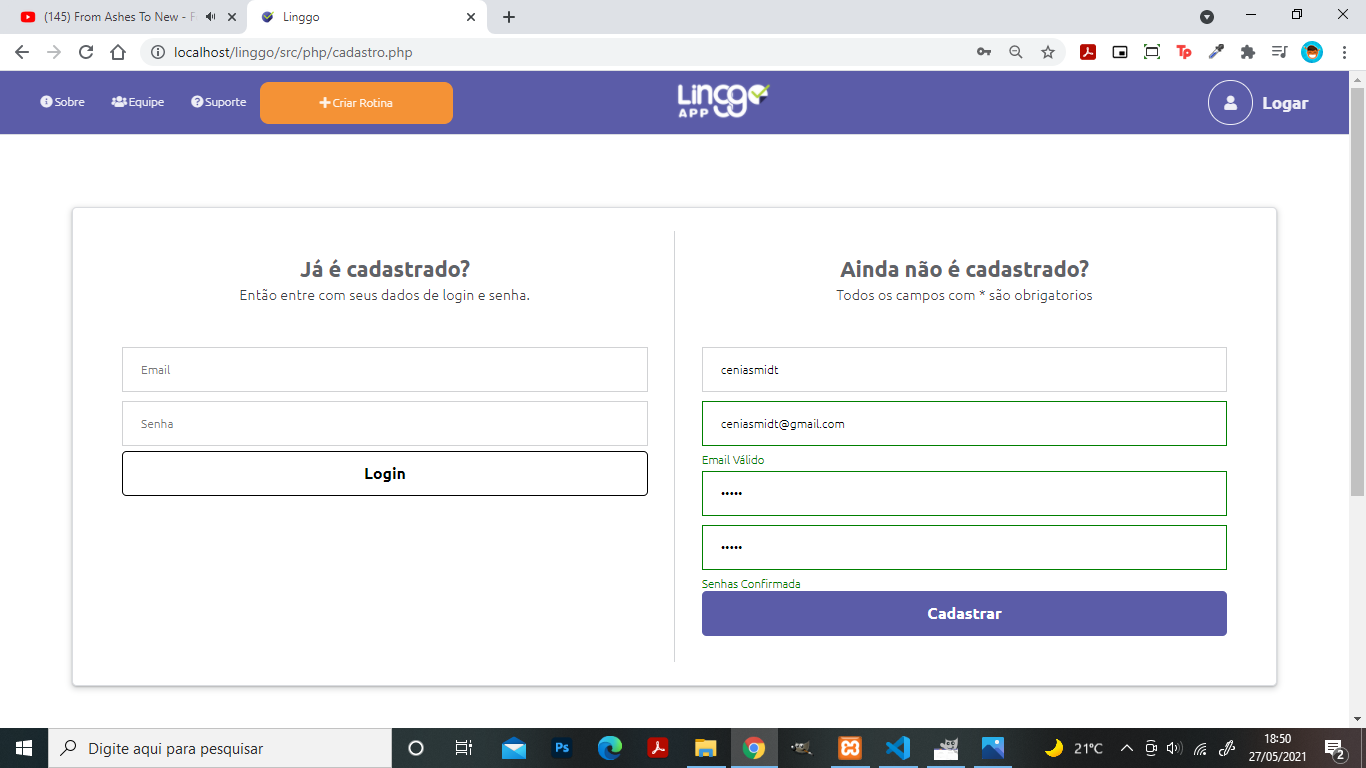 (145) From Ashes To New - F
Linggo
localhost/linggo/src/php/cadastro.php
Sobre
Equipe
Suporte
Criar Rotina
Linggo
APP
Logar
Já é cadastrado?
Então entre com seus dados de login e senha.
Email
Senha
Login
Ainda não é cadastrado?
Todos os campos com * são obrigatorios
ceniasmidt
ceniasmidt@gmail.com
Email Válido
•••••
•••••
Senhas Confirmada
Cadastrar
Digite aqui para pesquisar
Ps
21°C
18:50
27/05/2021
2